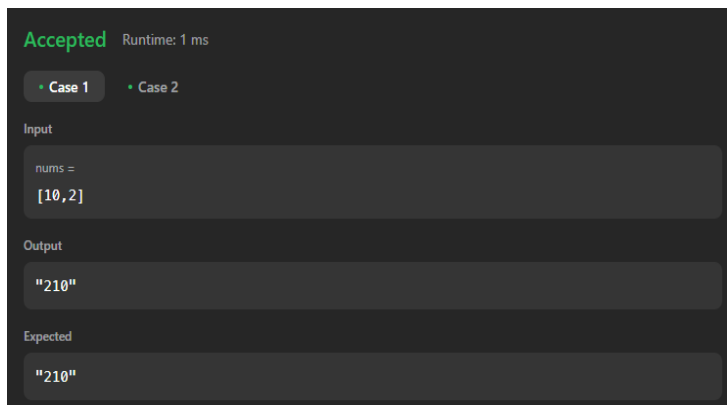 Accepted Runtime: 1 ms
• Case 1 • Case 2
Input
nums =
[10,2]
Output
"210"
Expected
"210"